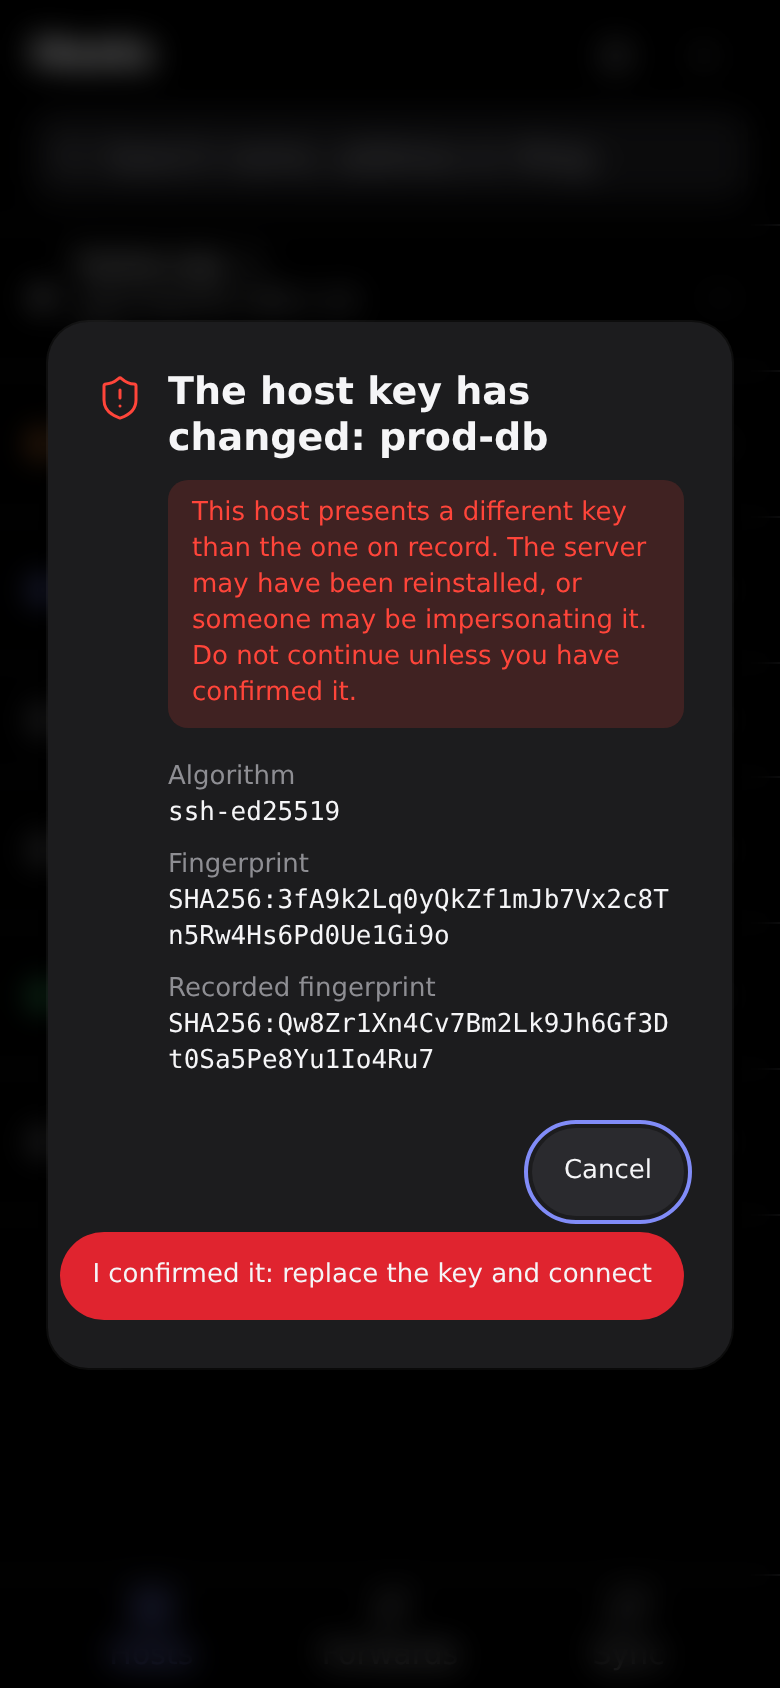 The host key has
changed: prod-db
This host presents a different key
than the one on record. The server
may have been reinstalled, or
someone may be impersonating it.
Do not continue unless you have
confirmed it.
Algorithm
ssh-ed25519
Fingerprint
SHA256:3fA9k2Lq0yQkZf1mJb7Vx2c8T
n5Rw4Hs6Pd0Ue1Gi9o
Recorded fingerprint
SHA256:Qw8Zr1Xn4Cv7Bm2Lk9Jh6Gf3D
t0Sa5Pe8Yu1Io4Ru7
Cancel
I confirmed it: replace the key and connect
Hosts
Forwards
Sync